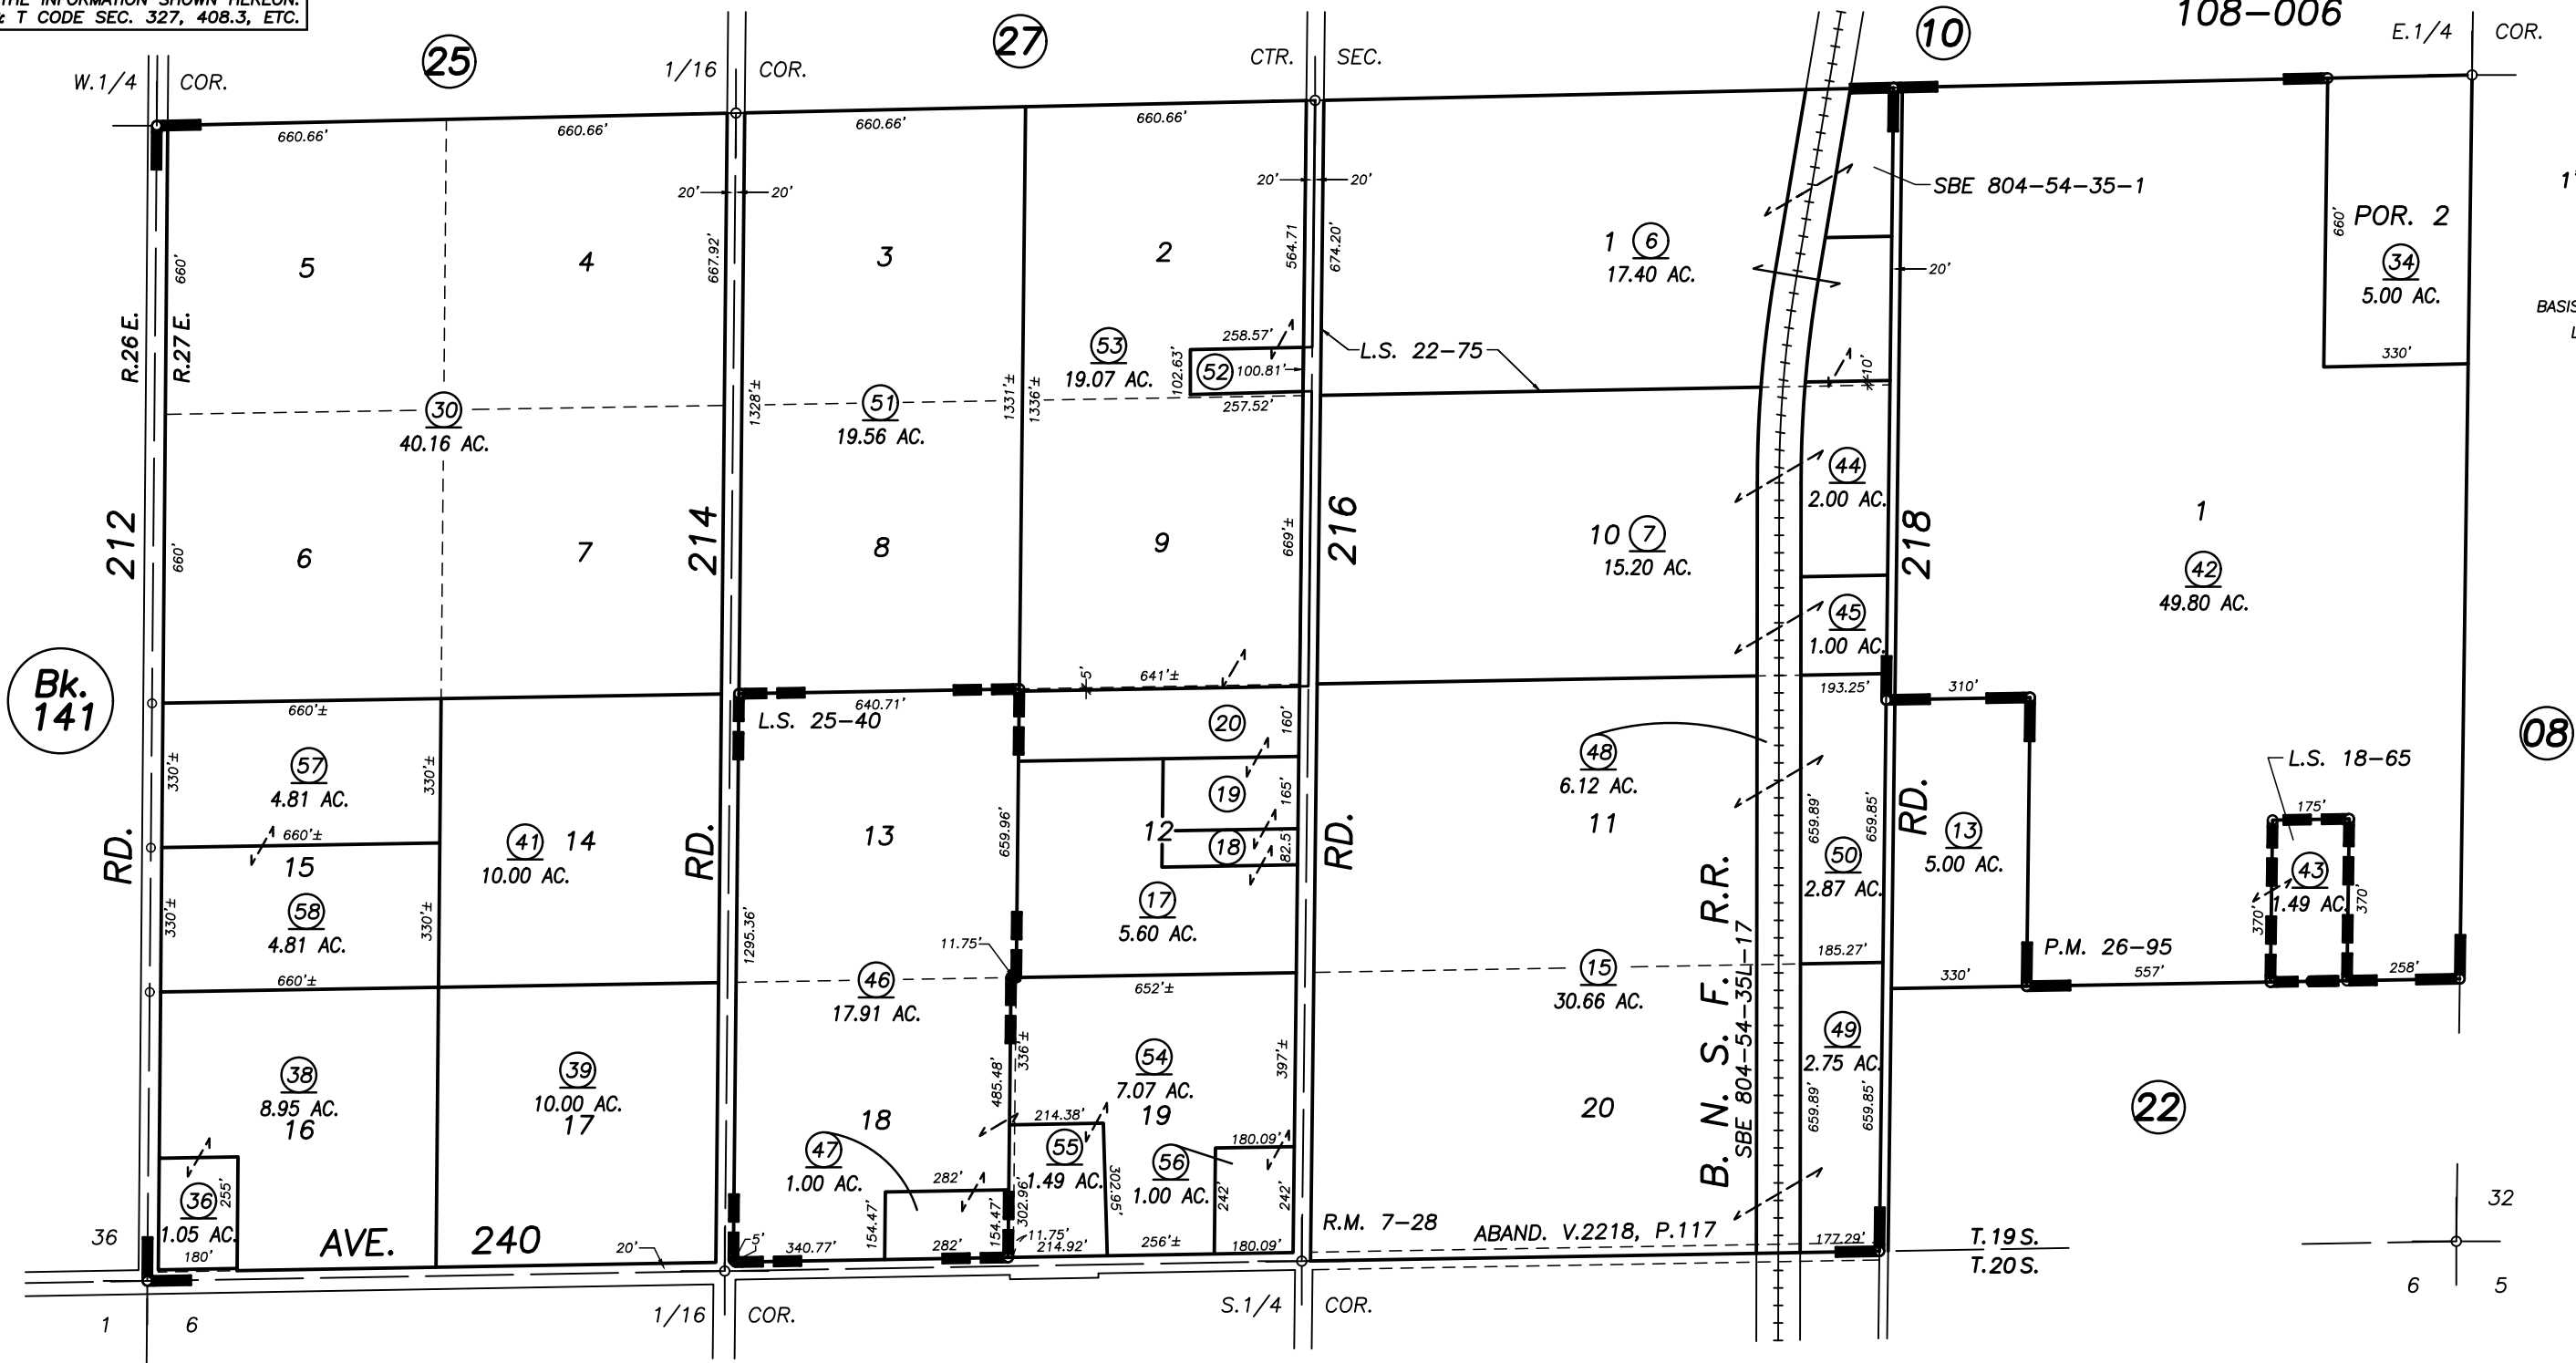 THE INFORMATION SHOWN HEREON.
T CODE SEC. 327, 408.3, ETC.
108-006
25
27
10
W.1/4 COR.
1/16 COR.
CTR. SEC.
E.1/4 COR.
660.66'
660.66'
660.66'
660.66'
20'
20'
20'
20'
SBE 804-54-35-1
1'
5
4
3
2
1
6
17.40 AC.
POR. 2
34
5.00 AC.
660'
330'
660'
667.92'
564.71
674.20'
20'
BASIS
L
R.26 E.
R.27 E.
53
19.07 AC.
258.57'
102.63'
52
100.81'
257.52'
L.S. 22-75
10'
30
40.16 AC.
1328'±
51
19.56 AC.
1331'±
1336'±
44
2.00 AC.
212
660'
6
7
214
8
9
669'±
216
10
7
15.20 AC.
218
1
42
49.80 AC.
45
1.00 AC.
Bk.
141
660'±
640.71'
L.S. 25-40
5'
641'±
193.25'
310'
20
160'
48
6.12 AC.
11
08
57
4.81 AC.
330'±
330'±
660'±
15
41
14
10.00 AC.
RD.
RD.
13
659.96'
12
19
165'
18
82.5'
RD.
659.89'
659.85'
RD.
50
2.87 AC.
13
5.00 AC.
L.S. 18-65
175'
43
1.49 AC.
370'
370'
58
4.81 AC.
330'±
330'±
660'±
1295.36'
11.75'
17
5.60 AC.
652'±
46
17.91 AC.
15
30.66 AC.
185.27'
330'
P.M. 26-95
557'
258'
B. N. S. F. R.R.
SBE 804-54-35L-17
38
8.95 AC.
16
39
10.00 AC.
17
18
485.48'
336'±
54
7.07 AC.
19
397'±
20
49
2.75 AC.
659.89'
659.85'
22
214.38'
55
1.49 AC.
302.96'
302.95'
56
1.00 AC.
180.09'
242'
242'
47
1.00 AC.
282'
154.47'
154.47'
36
1.05 AC.
255'
180'
36
AVE. 240
20'
5'
340.77'
282'
11.75'
214.92'
256'±
180.09'
R.M. 7-28
ABAND. V.2218, P.117
177.29'
T.19 S.
T.20 S.
32
1
6
1/16 COR.
S.1/4 COR.
6
5